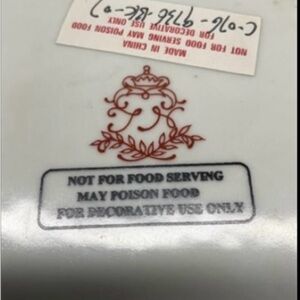 NOT FOR FOOD SERVING
MAY POISON FOOD
FOR DECORATIVE USE ONLY
MADE IN CHINA
NOT FOR FOOD SERVING MAY POISON FOOD
FOR DECORATIVE USE ONLY